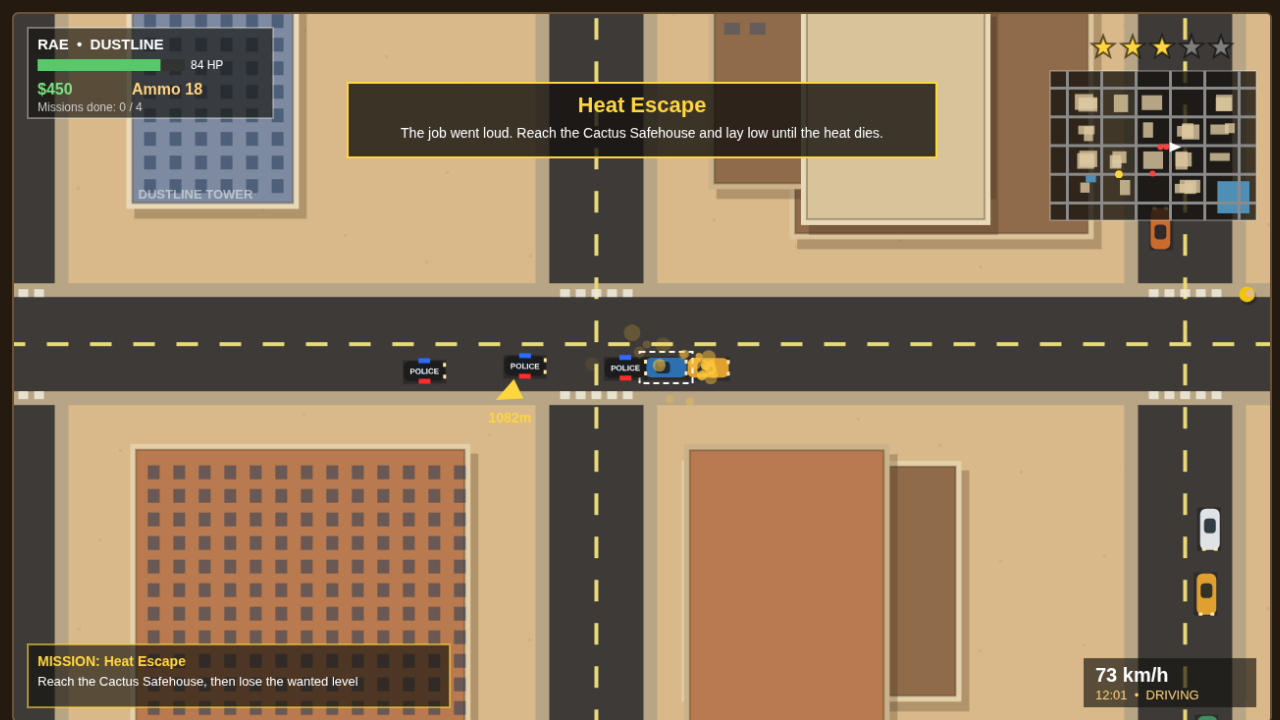 RAE • DUSTLINE
84 HP
$450 Ammo 18
Missions done: 0 / 4
DUSTLINE TOWER
Heat Escape
The job went loud. Reach the Cactus Safehouse and lay low until the heat dies.
POLICE
POLICE
POLICE
1082m
MISSION: Heat Escape
Reach the Cactus Safehouse, then lose the wanted level
73 km/h
12:01 • DRIVING